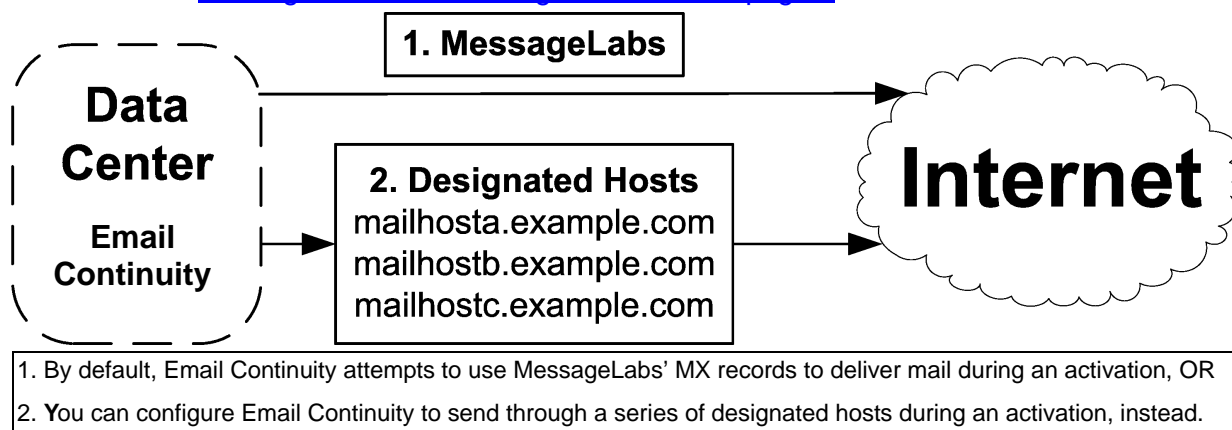 1. MessageLabs
Data
Center
Email
Continuity
2. Designated Hosts
mailhosta.example.com
mailhostb.example.com
mailhostc.example.com
Internet
1. By default, Email Continuity attempts to use MessageLabs’ MX records to deliver mail during an activation, OR
2. You can configure Email Continuity to send through a series of designated hosts during an activation, instead.